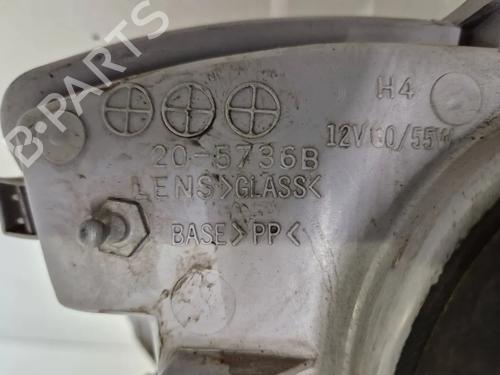 B-PARTS
H4
12V60/55W
20-5736B
LENS>GLASS<
BASE>PP<